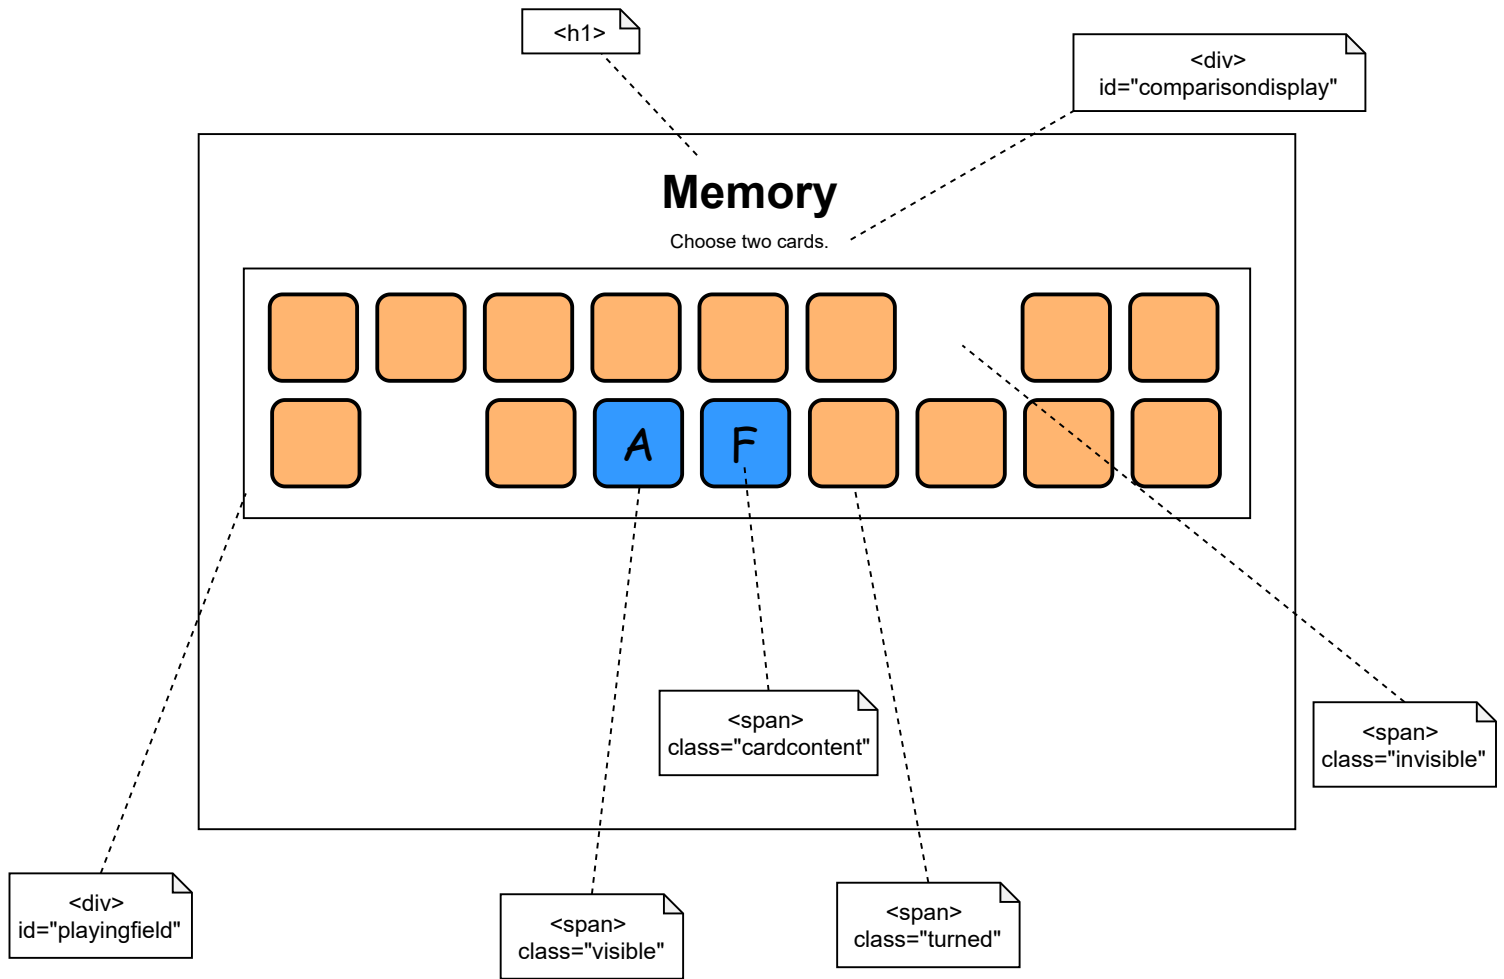 <h1>
<div>
id="comparisondisplay"
Memory
Choose two cards.
A
F
<span>
class="cardcontent"
<span>
class="invisible"
<div>
id="playingfield"
<span>
class="visible"
<span>
class="turned"